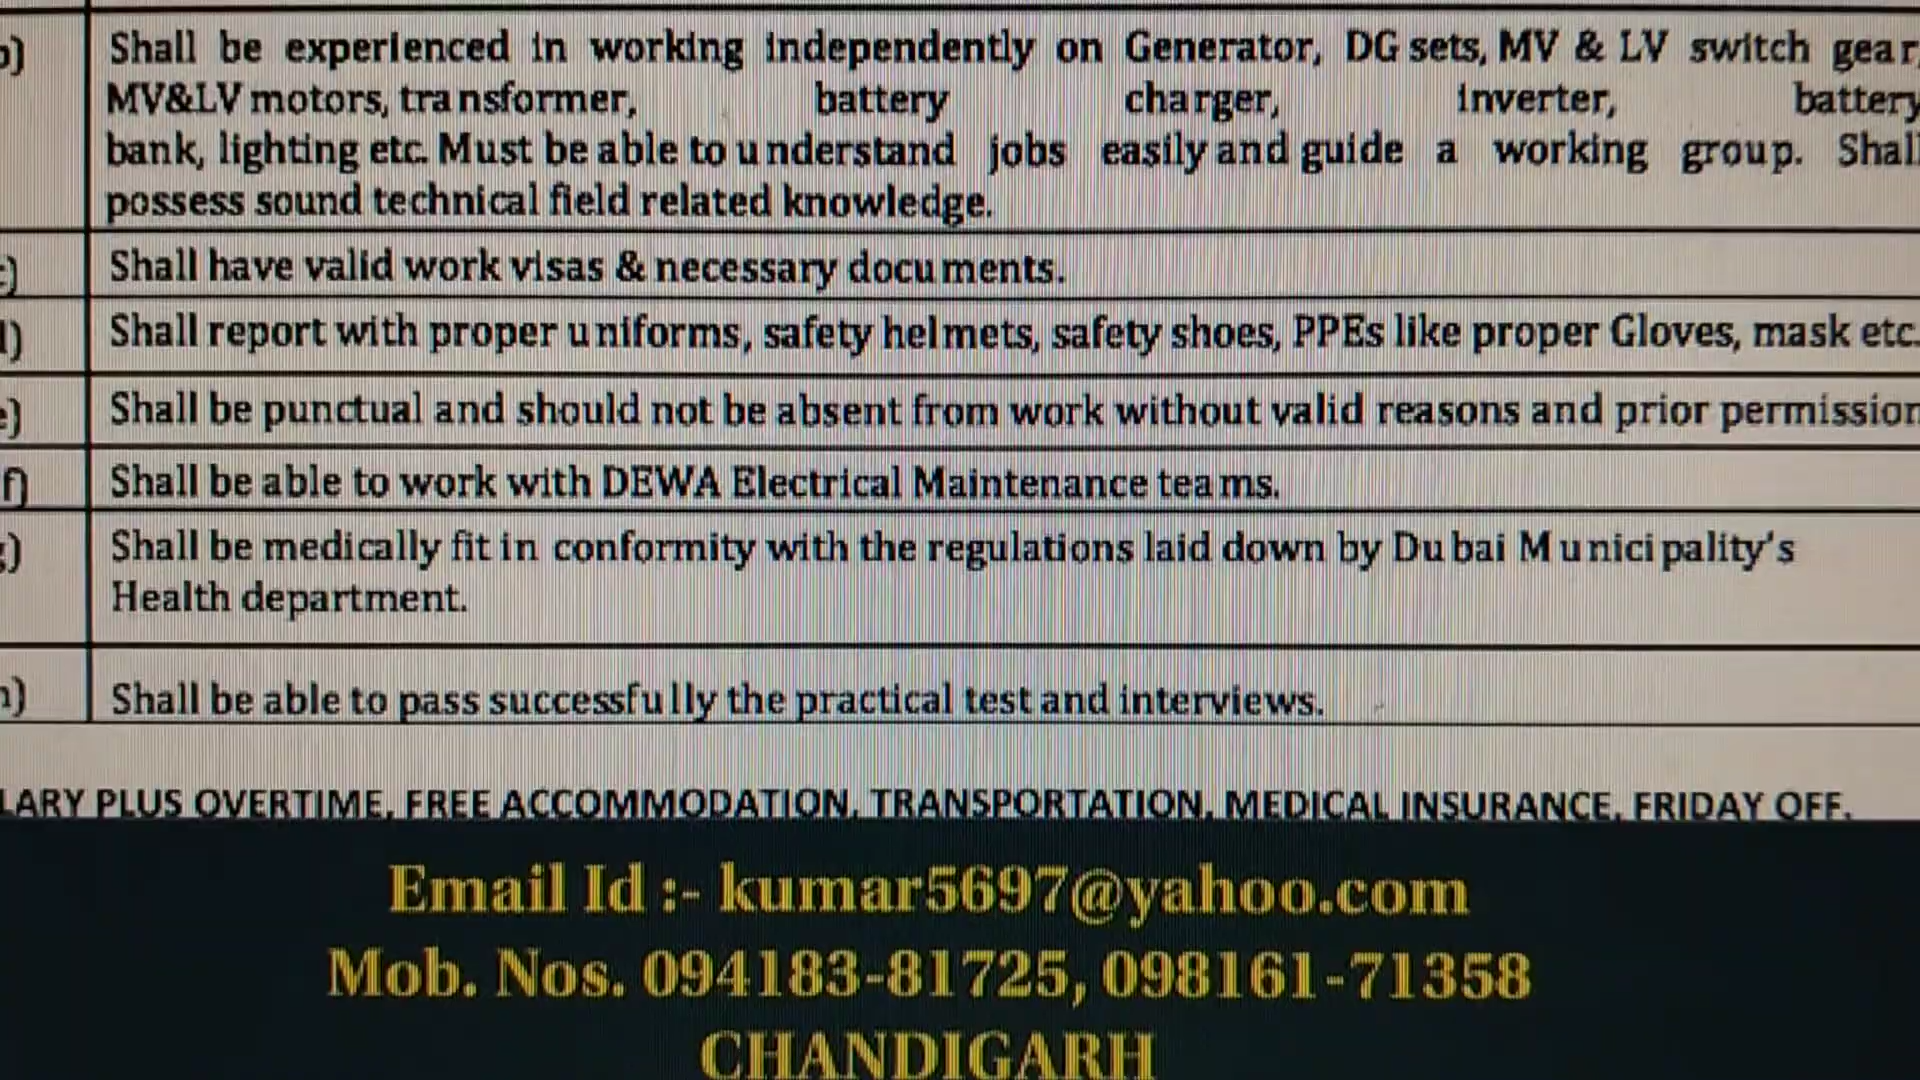 Shall be experienced in working independently on Generator, DG sets, MV & LV switch gear,
MV&LV motors, transformer, battery charger, inverter, battery
bank, lighting etc. Must be able to understand jobs easily and guide a working group. Shall
possess sound technical field related knowledge.
Shall have valid work visas & necessary documents.
Shall report with proper uniforms, safety helmets, safety shoes, PPEs like proper Gloves, mask etc.
e) Shall be punctual and should not be absent from work without valid reasons and prior permission
f) Shall be able to work with DEWA Electrical Maintenance teams.
Shall be medically fit in conformity with the regulations laid down by Dubai Municipality's
Health department.
Shall be able to pass successfully the practical test and interviews.
LARY PLUS OVERTIME, FREE ACCOMMODATION, TRANSPORTATION, MEDICAL INSURANCE, FRIDAY OFF.
Email Id :- kumar5697@yahoo.com
Mob. Nos. 094183-81725, 098161-71358
CHANDIGARH